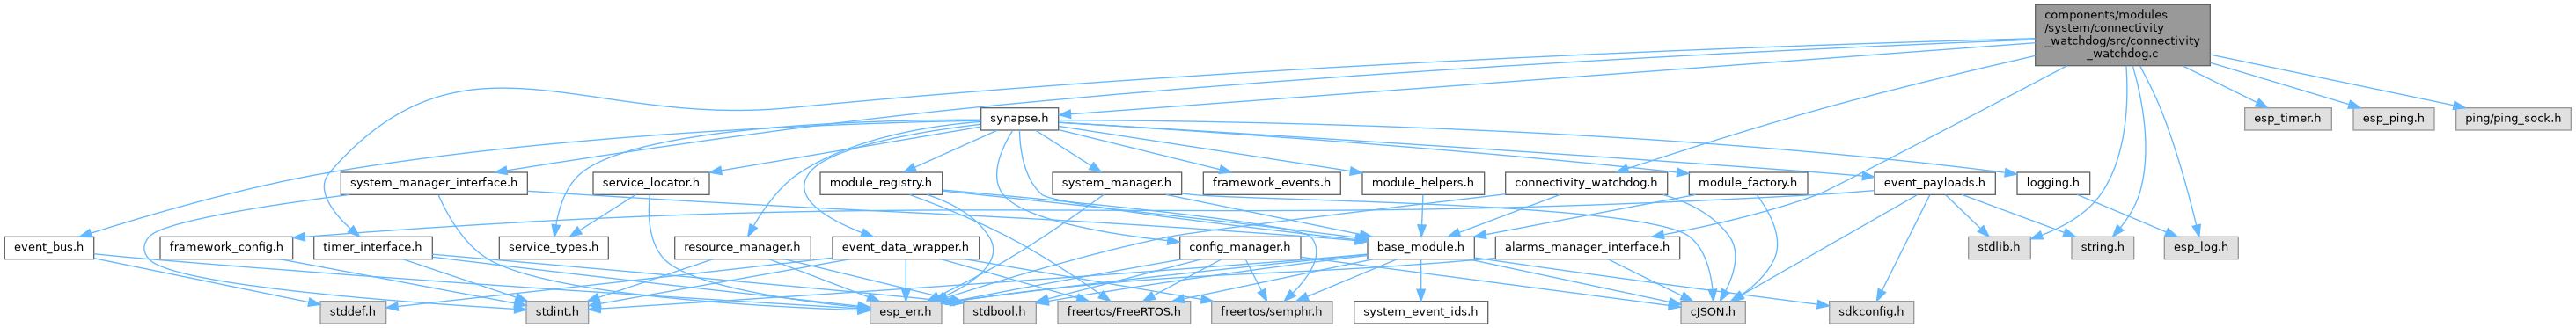 components/modules
/system/connectivity
_watchdog/src/connectivity
_watchdog.c
synapse.h
esp_timer.h
esp_ping.h
ping/ping_sock.h
system_manager_interface.h
service_locator.h
module_registry.h
system_manager.h
framework_events.h
module_helpers.h
connectivity_watchdog.h
module_factory.h
event_payloads.h
logging.h
event_bus.h
framework_config.h
timer_interface.h
service_types.h
resource_manager.h
event_data_wrapper.h
config_manager.h
base_module.h
alarms_manager_interface.h
stdlib.h
string.h
esp_log.h
stddef.h
stdint.h
esp_err.h
stdbool.h
freertos/FreeRTOS.h
freertos/semphr.h
system_event_ids.h
cJSON.h
sdkconfig.h